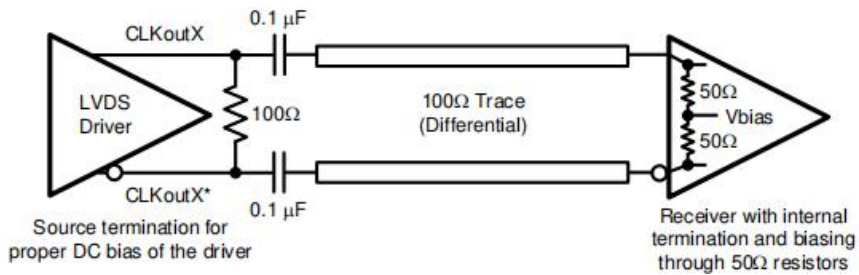 CLKoutX
0.1 µF
LVDS
Driver
100Ω
100Ω Trace
(Differential)
50Ω
Vbias
50Ω
CLKoutX*
0.1 µF
Source termination for
proper DC bias of the driver
Receiver with internal
termination and biasing
through 50Ω resistors